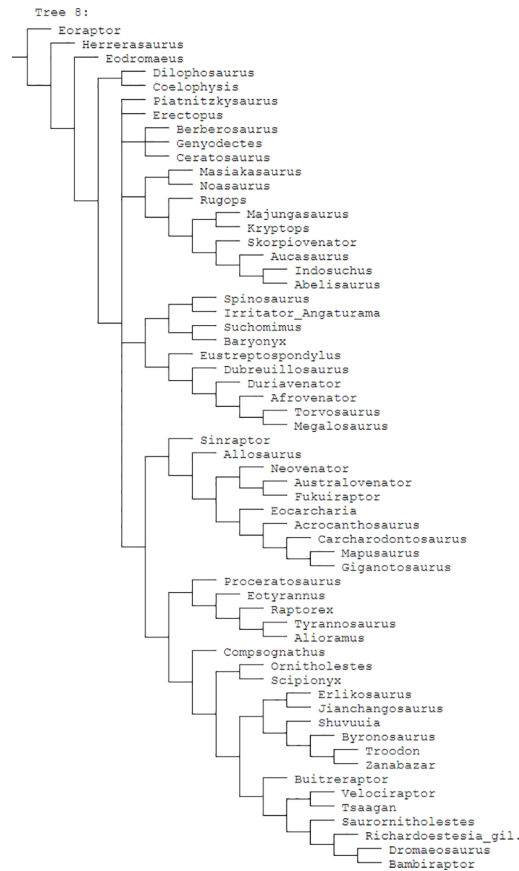 Tree 8:
Eoraptor
Herrerasaurus
Eodromaeus
Dilophosaurus
Coelophysis
Piatnitzkysaurus
Erectopus
Berberosaurus
Genyodectes
Ceratosaurus
Masiakasaurus
Noasaurus
Rugops
Majungasaurus
Kryptops
Skorpiovenator
Aucasaurus
Indosuchus
Abelisaurus
Spinosaurus
Irritator_Angaturama
Suchomimus
Baryonyx
Eustreptospondylus
Dubreuillosaurus
Duriavenator
Afrovenator
Torvosaurus
Megalosaurus
Sinraptor
Allosaurus
Neovenator
Australovenator
Fukuiraptor
Eocarcharia
Acrocanthosaurus
Carcharodontosaurus
Mapusaurus
Giganotosaurus
Proceratosaurus
Eotyrannus
Raptorex
Tyrannosaurus
Alioramus
Compsognathus
Ornitholestes
Scipionyx
Erlikosaurus
Jianchangosaurus
Shuvuuia
Byronosaurus
Troodon
Zanabazar
Buitreraptor
Velociraptor
Tsaagan
Saurornitholestes
Richardoestesia_gil.
Dromaeosaurus
Bambiraptor